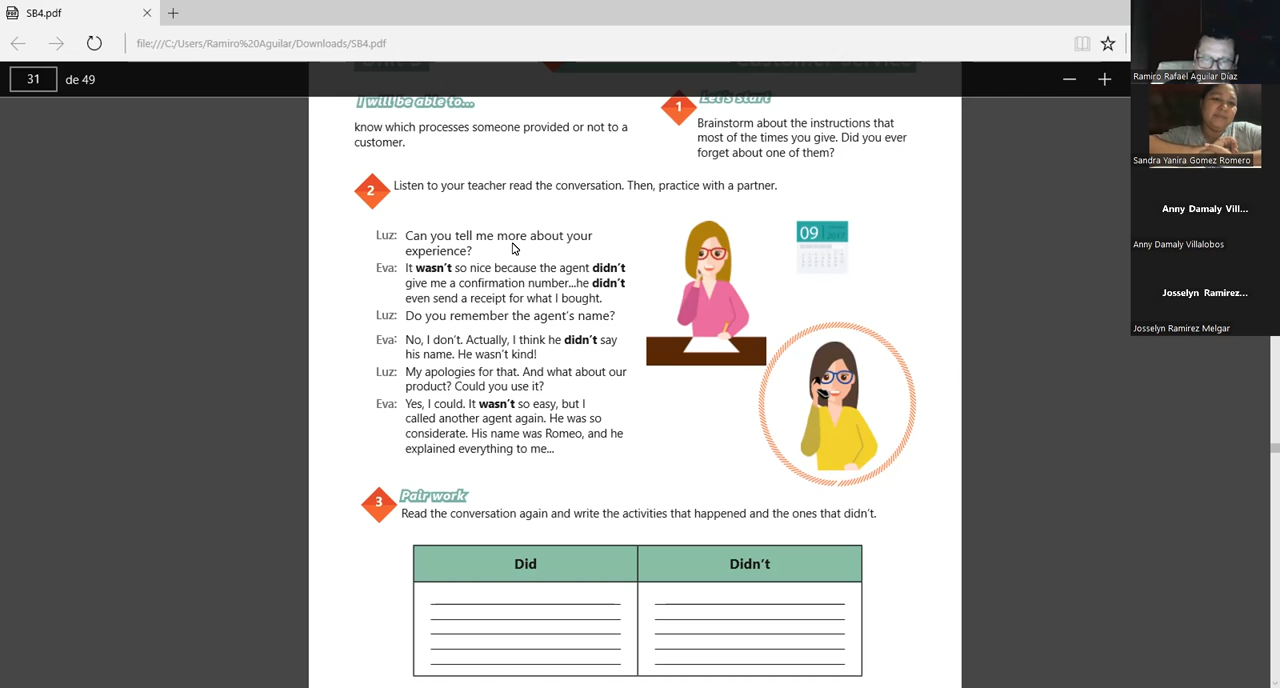 SB4.pdf
file:///C:/Users/Ramiro%20Aguilar/Downloads/SB4.pdf
31 de 49
I will be able to...
know which processes someone provided or not to a
customer.
1 Let's start
Brainstorm about the instructions that
most of the times you give. Did you ever
forget about one of them?
2 Listen to your teacher read the conversation. Then, practice with a partner.
Luz: Can you tell me more about your
experience?
Eva: It wasn't so nice because the agent didn't
give me a confirmation number...he didn't
even send a receipt for what I bought.
Luz: Do you remember the agent's name?
Eva: No, I don't. Actually, I think he didn't say
his name. He wasn't kind!
Luz: My apologies for that. And what about our
product? Could you use it?
Eva: Yes, I could. It wasn't so easy, but I
called another agent again. He was so
considerate. His name was Romeo, and he
explained everything to me...
09
3 Pair work
Read the conversation again and write the activities that happened and the ones that didn't.
Did Didn't
Ramiro Rafael Aguilar Díaz
Sandra Yanira Gomez Romero
Anny Damaly Vill...
Anny Damaly Villalobos
Josselyn Ramirez...
Josselyn Ramirez Melgar